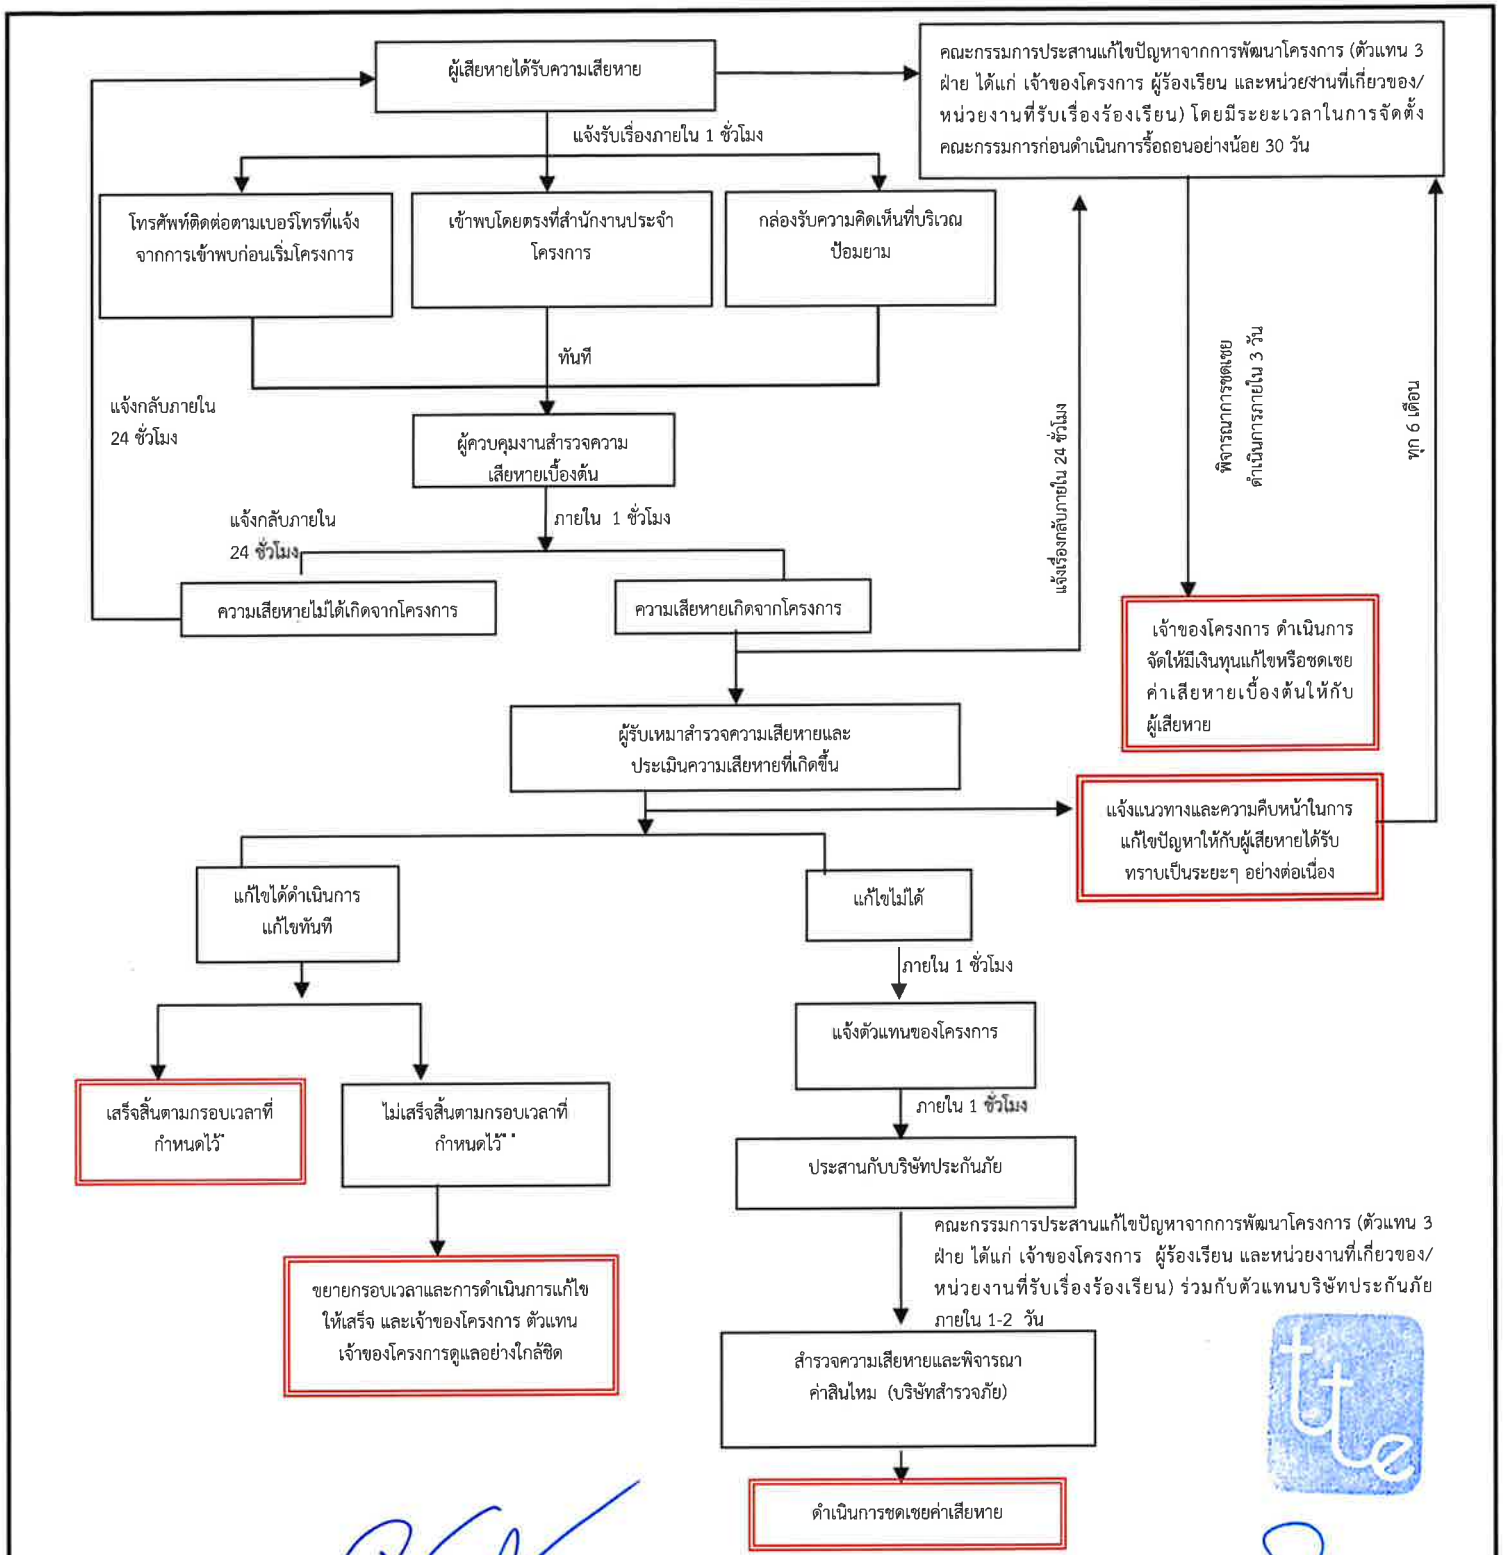 ผู้เสียหายได้รับความเสียหาย
คณะกรรมการประสานแก้ไขปัญหาจากการพัฒนาโครงการ (ตัวแทน 3
ฝ่าย ได้แก่ เจ้าของโครงการ ผู้ร้องเรียน และหน่วยงานที่เกี่ยวของ/
หน่วยงานที่รับเรื่องร้องเรียน) โดยมีระยะเวลาในการจัดตั้ง
คณะกรรมการก่อนดำเนินการรื้อถอนอย่างน้อย 30 วัน
แจ้งรับเรื่องภายใน 1 ชั่วโมง
โทรศัพท์ติดต่อตามเบอร์โทรที่แจ้ง
จากการเข้าพบก่อนเริ่มโครงการ
เข้าพบโดยตรงที่สำนักงานประจำ
โครงการ
กล่องรับความคิดเห็นที่บริเวณ
ป้อมยาม
ทันที
แจ้งกลับภายใน
24 ชั่วโมง
ผู้ควบคุมงานสำรวจความ
เสียหายเบื้องต้น
แจ้งเรื่องกลับภายใน 24 ชั่วโมง
พิจารณาการชดเชย
ดำเนินการภายใน 3 วัน
ทุก 6 เดือน
แจ้งกลับภายใน
24 ชั่วโมง
ภายใน 1 ชั่วโมง
ความเสียหายไม่ได้เกิดจากโครงการ
ความเสียหายเกิดจากโครงการ
เจ้าของโครงการ ดำเนินการ
จัดให้มีเงินทุนแก้ไขหรือชดเชย
ค่าเสียหายเบื้องต้นให้กับ
ผู้เสียหาย
ผู้รับเหมาสำรวจความเสียหายและ
ประเมินความเสียหายที่เกิดขึ้น
แจ้งแนวทางและความคืบหน้าในการ
แก้ไขปัญหาให้กับผู้เสียหายได้รับ
ทราบเป็นระยะๆ อย่างต่อเนื่อง
แก้ไขได้ดำเนินการ
แก้ไขทันที
แก้ไขไม่ได้
ภายใน 1 ชั่วโมง
แจ้งตัวแทนของโครงการ
เสร็จสิ้นตามกรอบเวลาที่
กำหนดไว้*
ไม่เสร็จสิ้นตามกรอบเวลาที่
กำหนดไว้**
ภายใน 1 ชั่วโมง
ประสานกับบริษัทประกันภัย
คณะกรรมการประสานแก้ไขปัญหาจากการพัฒนาโครงการ (ตัวแทน 3
ฝ่าย ได้แก่ เจ้าของโครงการ ผู้ร้องเรียน และหน่วยงานที่เกี่ยวของ/
หน่วยงานที่รับเรื่องร้องเรียน) ร่วมกับตัวแทนบริษัทประกันภัย
ภายใน 1-2 วัน
ขยายกรอบเวลาและการดำเนินการแก้ไข
ให้เสร็จ และเจ้าของโครงการ ตัวแทน
เจ้าของโครงการดูแลอย่างใกล้ชิด
สำรวจความเสียหายและพิจารณา
ค่าสินไหม (บริษัทสำรวจภัย)
tte
ดำเนินการชดเชยค่าเสียหาย